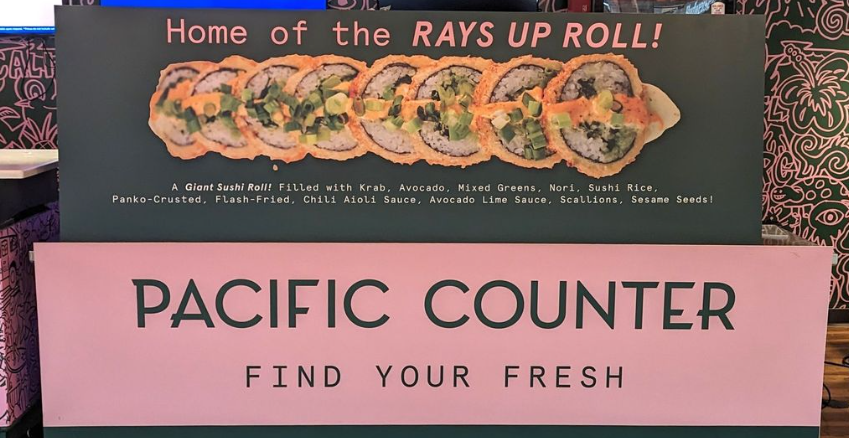 Home of the RAYS UP ROLL!
A Giant Sushi Roll! Filled with Krab, Avocado, Mixed Greens, Nori, Sushi Rice,
Panko-Crusted, Flash-Fried, Chili Aioli Sauce, Avocado Lime Sauce, Scallions, Sesame Seeds!
PACIFIC COUNTER
FIND YOUR FRESH